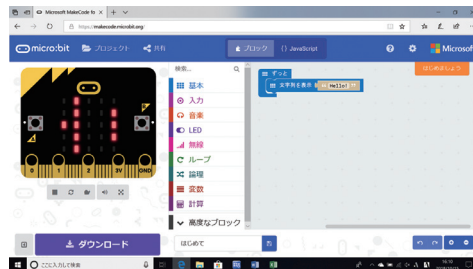 Microsoft MakeCode fo
https://makecode.microbit.org/
micro:bit
プロジェクト
共有
ブロック
{} JavaScript
Microsof
はじめましょう
検索...
基本
入力
音楽
LED
無線
ループ
論理
変数
計算
高度なブロック
ずっと
文字列を表示
Hello!
0
1
2
3V
GND
ダウンロード
はじめて
ここに入力して検索
16:10